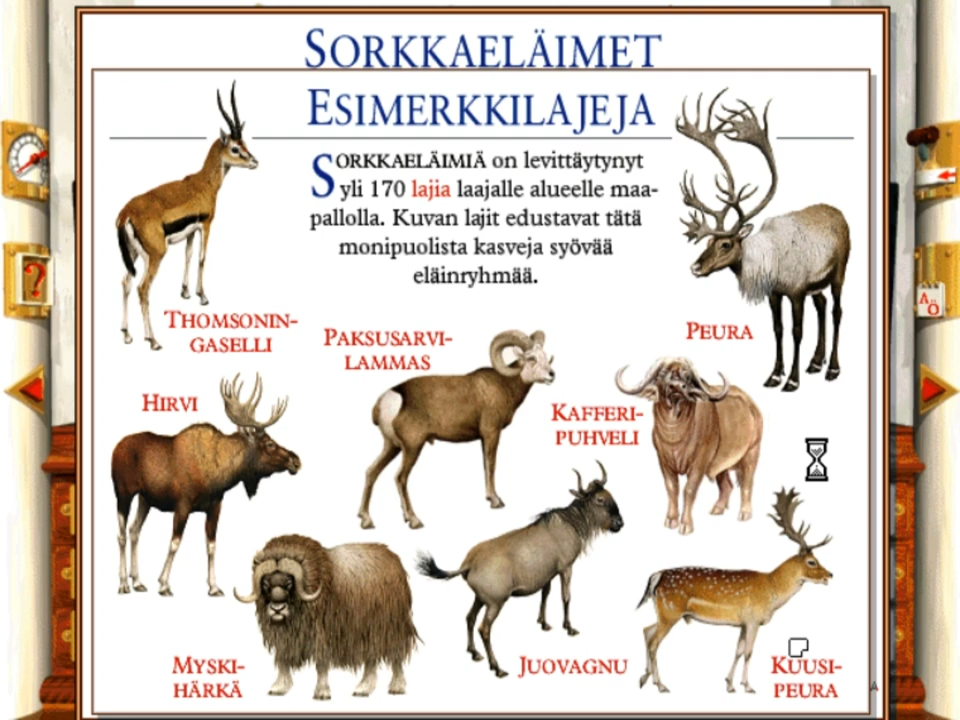 SORKKAELÄIMET
ESIMERKKILAJEJA
SORKKAELÄIMIÄ on levittäytynyt
yli 170 lajia laajalle alueelle maa-
pallolla. Kuvan lajit edustavat tätä
monipuolista kasveja syövää
eläinryhmää.
THOMSONIN-
GASELLI
PAKSUSARVI-
LAMMAS
PEURA
HIRVI
KAFFERI-
PUHVELI
MYSKI-
HÄRKÄ
JUOVAGNU
KUUSI-
PEURA
?
A
Ö